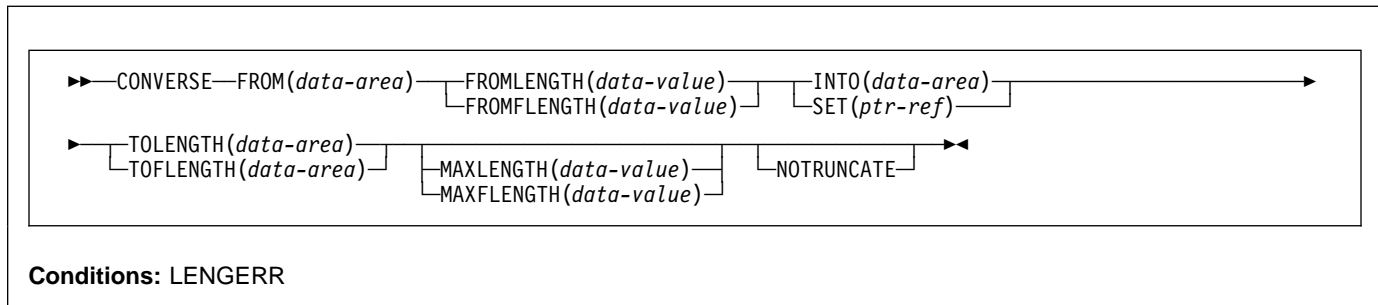 ▶▶──CONVERSE──FROM(data-area)──┬─FROMLENGTH(data-value)──┬──┬─INTO(data-area)─┬──▶
└─FROMFLENGTH(data-value)─┘ └─SET(ptr-ref)────┘
▶──┬─TOLENGTH(data-area)──┬──┬─────────────────────────┬──┬────────────┬──▶◀
└─TOFLENGTH(data-area)─┘ ├─MAXLENGTH(data-value)──┤ └─NOTRUNCATE─┘
└─MAXFLENGTH(data-value)─┘
Conditions: LENGERR